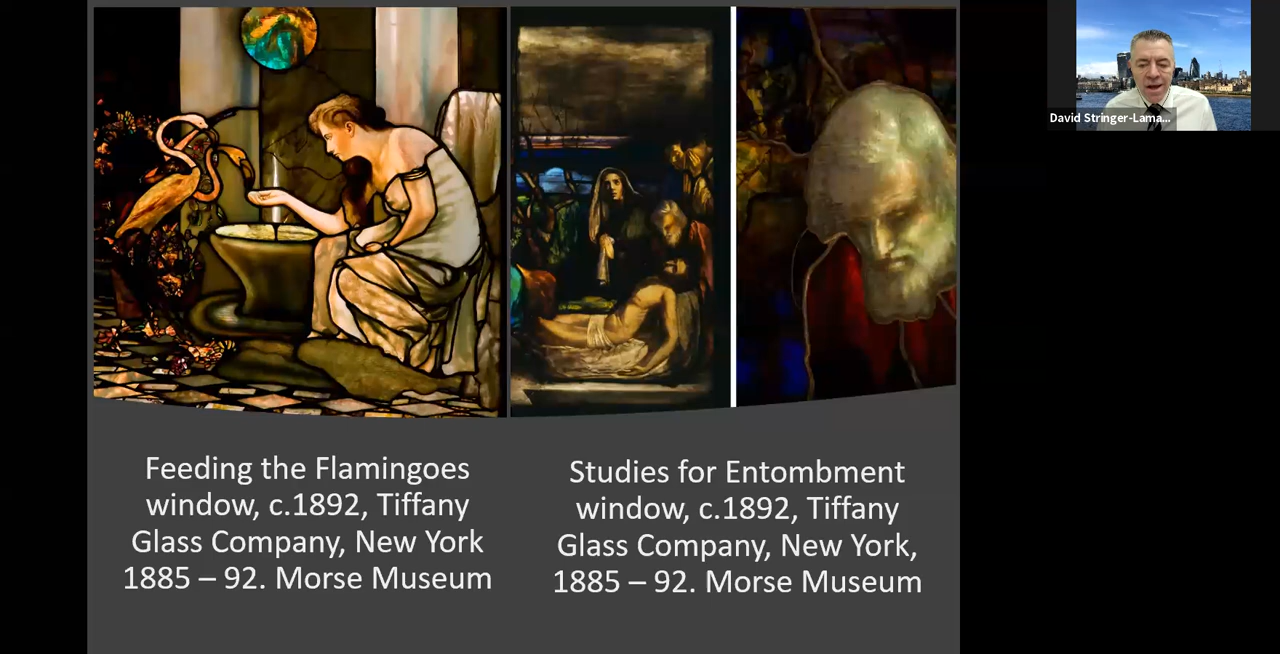 David Stringer-Lama...
Feeding the Flamingoes
window, c.1892, Tiffany
Glass Company, New York
1885 – 92. Morse Museum
Studies for Entombment
window, c.1892, Tiffany
Glass Company, New York,
1885 – 92. Morse Museum